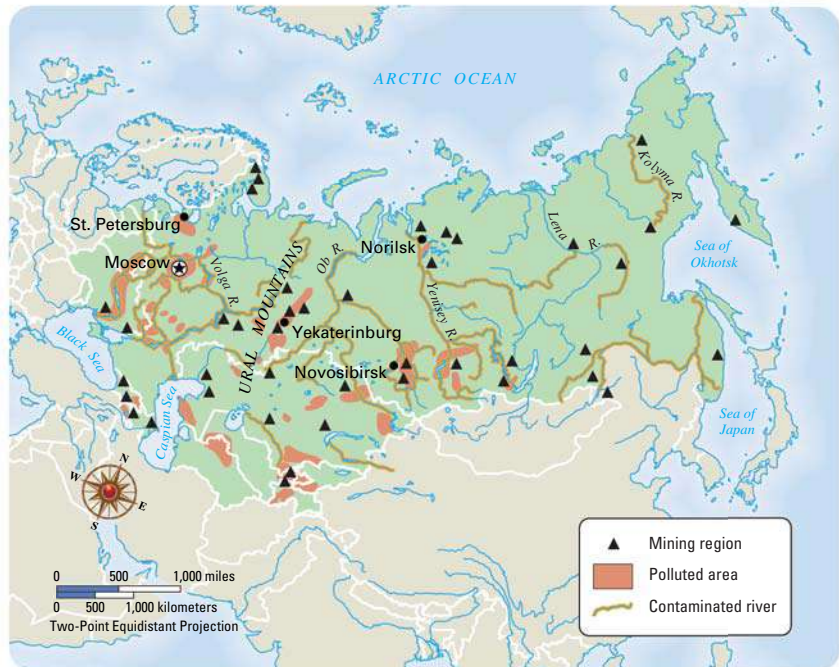 ARCTIC OCEAN
Kolyma R.
St. Petersburg
Lena R.
Norilsk
Sea of
Okhotsk
Moscow
Volga R.
URAL MOUNTAINS
Ob R.
Yenisey R.
Black Sea
Yekaterinburg
Novosibirsk
Caspian Sea
Sea of
Japan
N
W
E
S
Mining region
Polluted area
Contaminated river
0 500 1,000 miles
0 500 1,000 kilometers
Two-Point Equidistant Projection